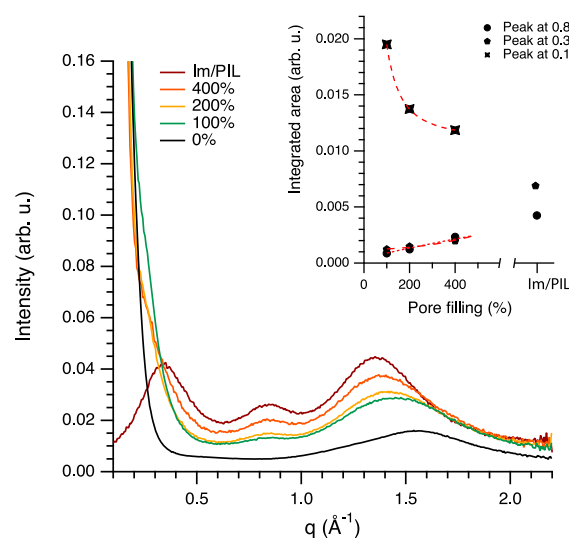 Intensity (arb. u.)
0.16
0.14
0.12
0.10
0.08
0.06
0.04
0.02
0.00
0.5
1.0
1.5
2.0
q (Å⁻¹)
Im/PIL
400%
200%
100%
0%
Integrated area (arb. u.)
0.020
0.015
0.010
0.005
0.000
0
200
400
Im/PIL
Pore filling (%)
Peak at 0.8
Peak at 0.3
Peak at 0.1